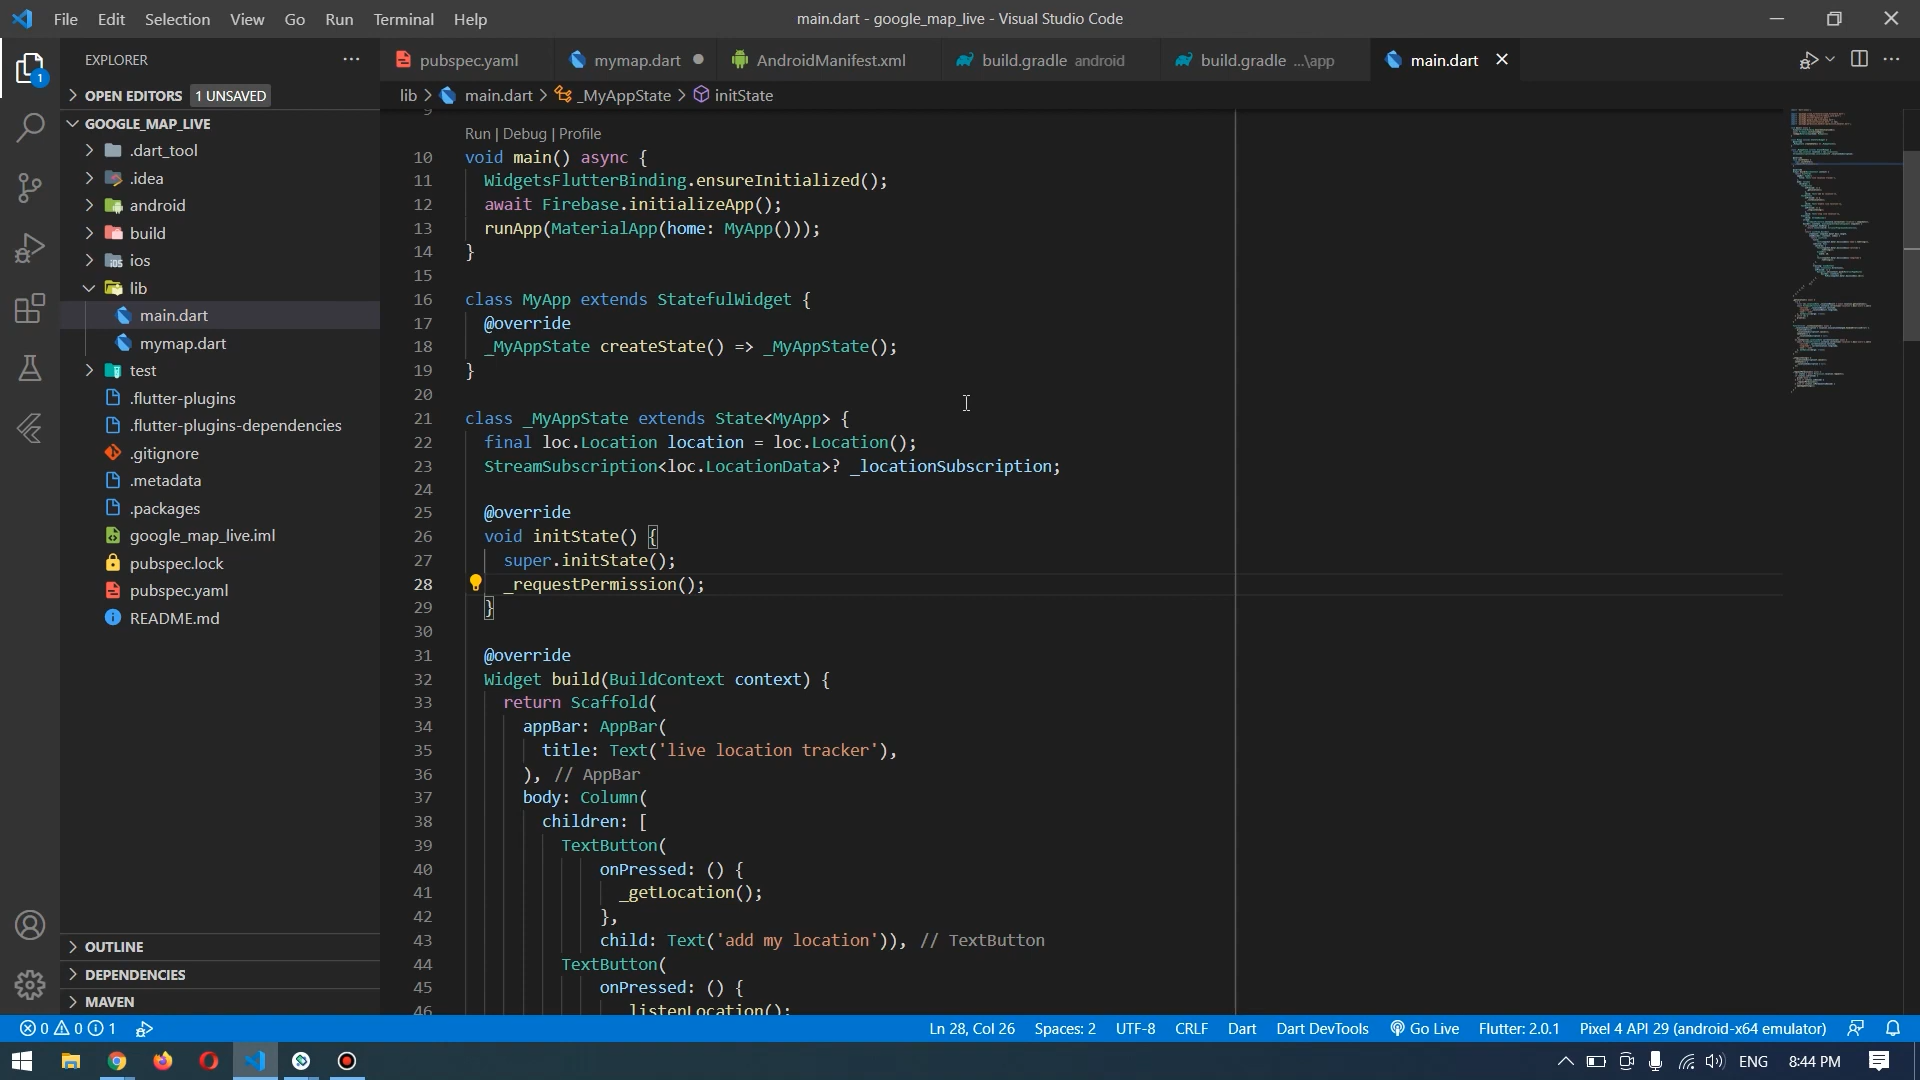 File Edit Selection View Go Run Terminal Help
main.dart - google_map_live - Visual Studio Code
EXPLORER
pubspec.yaml
mymap.dart
AndroidManifest.xml
build.gradle android
build.gradle ...\app
main.dart
OPEN EDITORS 1 UNSAVED
lib > main.dart > _MyAppState > initState
1
GOOGLE_MAP_LIVE
.dart_tool
.idea
android
build
ios
lib
main.dart
mymap.dart
test
.flutter-plugins
.flutter-plugins-dependencies
.gitignore
.metadata
.packages
google_map_live.iml
pubspec.lock
pubspec.yaml
README.md
OUTLINE
DEPENDENCIES
MAVEN
9
Run | Debug | Profile
10 void main() async {
11 WidgetsFlutterBinding.ensureInitialized();
12 await Firebase.initializeApp();
13 runApp(MaterialApp(home: MyApp()));
14 }
15
16 class MyApp extends StatefulWidget {
17 @override
18 _MyAppState createState() => _MyAppState();
19 }
20
21 class _MyAppState extends State<MyApp> {
22 final loc.Location location = loc.Location();
23 StreamSubscription<loc.LocationData>? _locationSubscription;
24
25 @override
26 void initState() {
27 super.initState();
28 _requestPermission();
29 }
30
31 @override
32 Widget build(BuildContext context) {
33 return Scaffold(
34 appBar: AppBar(
35 title: Text('live location tracker'),
36 ), // AppBar
37 body: Column(
38 children: [
39 TextButton(
40 onPressed: () {
41 _getLocation();
42 },
43 child: Text('add my location')), // TextButton
44 TextButton(
45 onPressed: () {
46 _listenLocation();
0 0 1
Ln 28, Col 26 Spaces: 2 UTF-8 CRLF Dart Dart DevTools Go Live Flutter: 2.0.1 Pixel 4 API 29 (android-x64 emulator)
ENG 8:44 PM